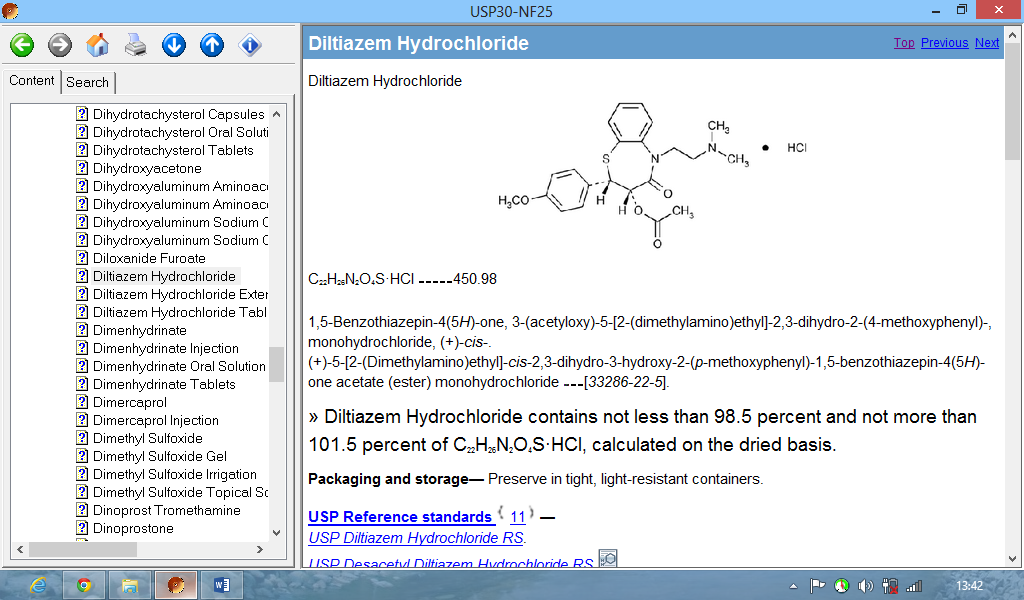 USP30-NF25
Content
Search
Dihydrotachysterol Capsules
Dihydrotachysterol Oral Soluti
Dihydrotachysterol Tablets
Dihydroxyacetone
Dihydroxyaluminum Aminoac
Dihydroxyaluminum Aminoac
Dihydroxyaluminum Sodium C
Dihydroxyaluminum Sodium C
Diloxanide Furoate
Diltiazem Hydrochloride
Diltiazem Hydrochloride Exter
Diltiazem Hydrochloride Tabl
Dimenhydrinate
Dimenhydrinate Injection
Dimenhydrinate Oral Solution
Dimenhydrinate Tablets
Dimercaprol
Dimercaprol Injection
Dimethyl Sulfoxide
Dimethyl Sulfoxide Gel
Dimethyl Sulfoxide Irrigation
Dimethyl Sulfoxide Topical So
Dinoprost Tromethamine
Dinoprostone
Diltiazem Hydrochloride
Top Previous Next
Diltiazem Hydrochloride
CH₃
S N N CH₃ • HCl
H₃CO H O
H O CH₃
O
C₂₂H₂₆N₂O₄S·HCl -----450.98
1,5-Benzothiazepin-4(5H)-one, 3-(acetyloxy)-5-[2-(dimethylamino)ethyl]-2,3-dihydro-2-(4-methoxyphenyl)-,
monohydrochloride, (+)-cis-.
(+)-5-[2-(Dimethylamino)ethyl]-cis-2,3-dihydro-3-hydroxy-2-(p-methoxyphenyl)-1,5-benzothiazepin-4(5H)-
one acetate (ester) monohydrochloride ---[33286-22-5].
» Diltiazem Hydrochloride contains not less than 98.5 percent and not more than
101.5 percent of C₂₂H₂₆N₂O₄S·HCl, calculated on the dried basis.
Packaging and storage— Preserve in tight, light-resistant containers.
USP Reference standards 〈 11 〉 —
USP Diltiazem Hydrochloride RS.
USP Desacetyl Diltiazem Hydrochloride RS
13:42